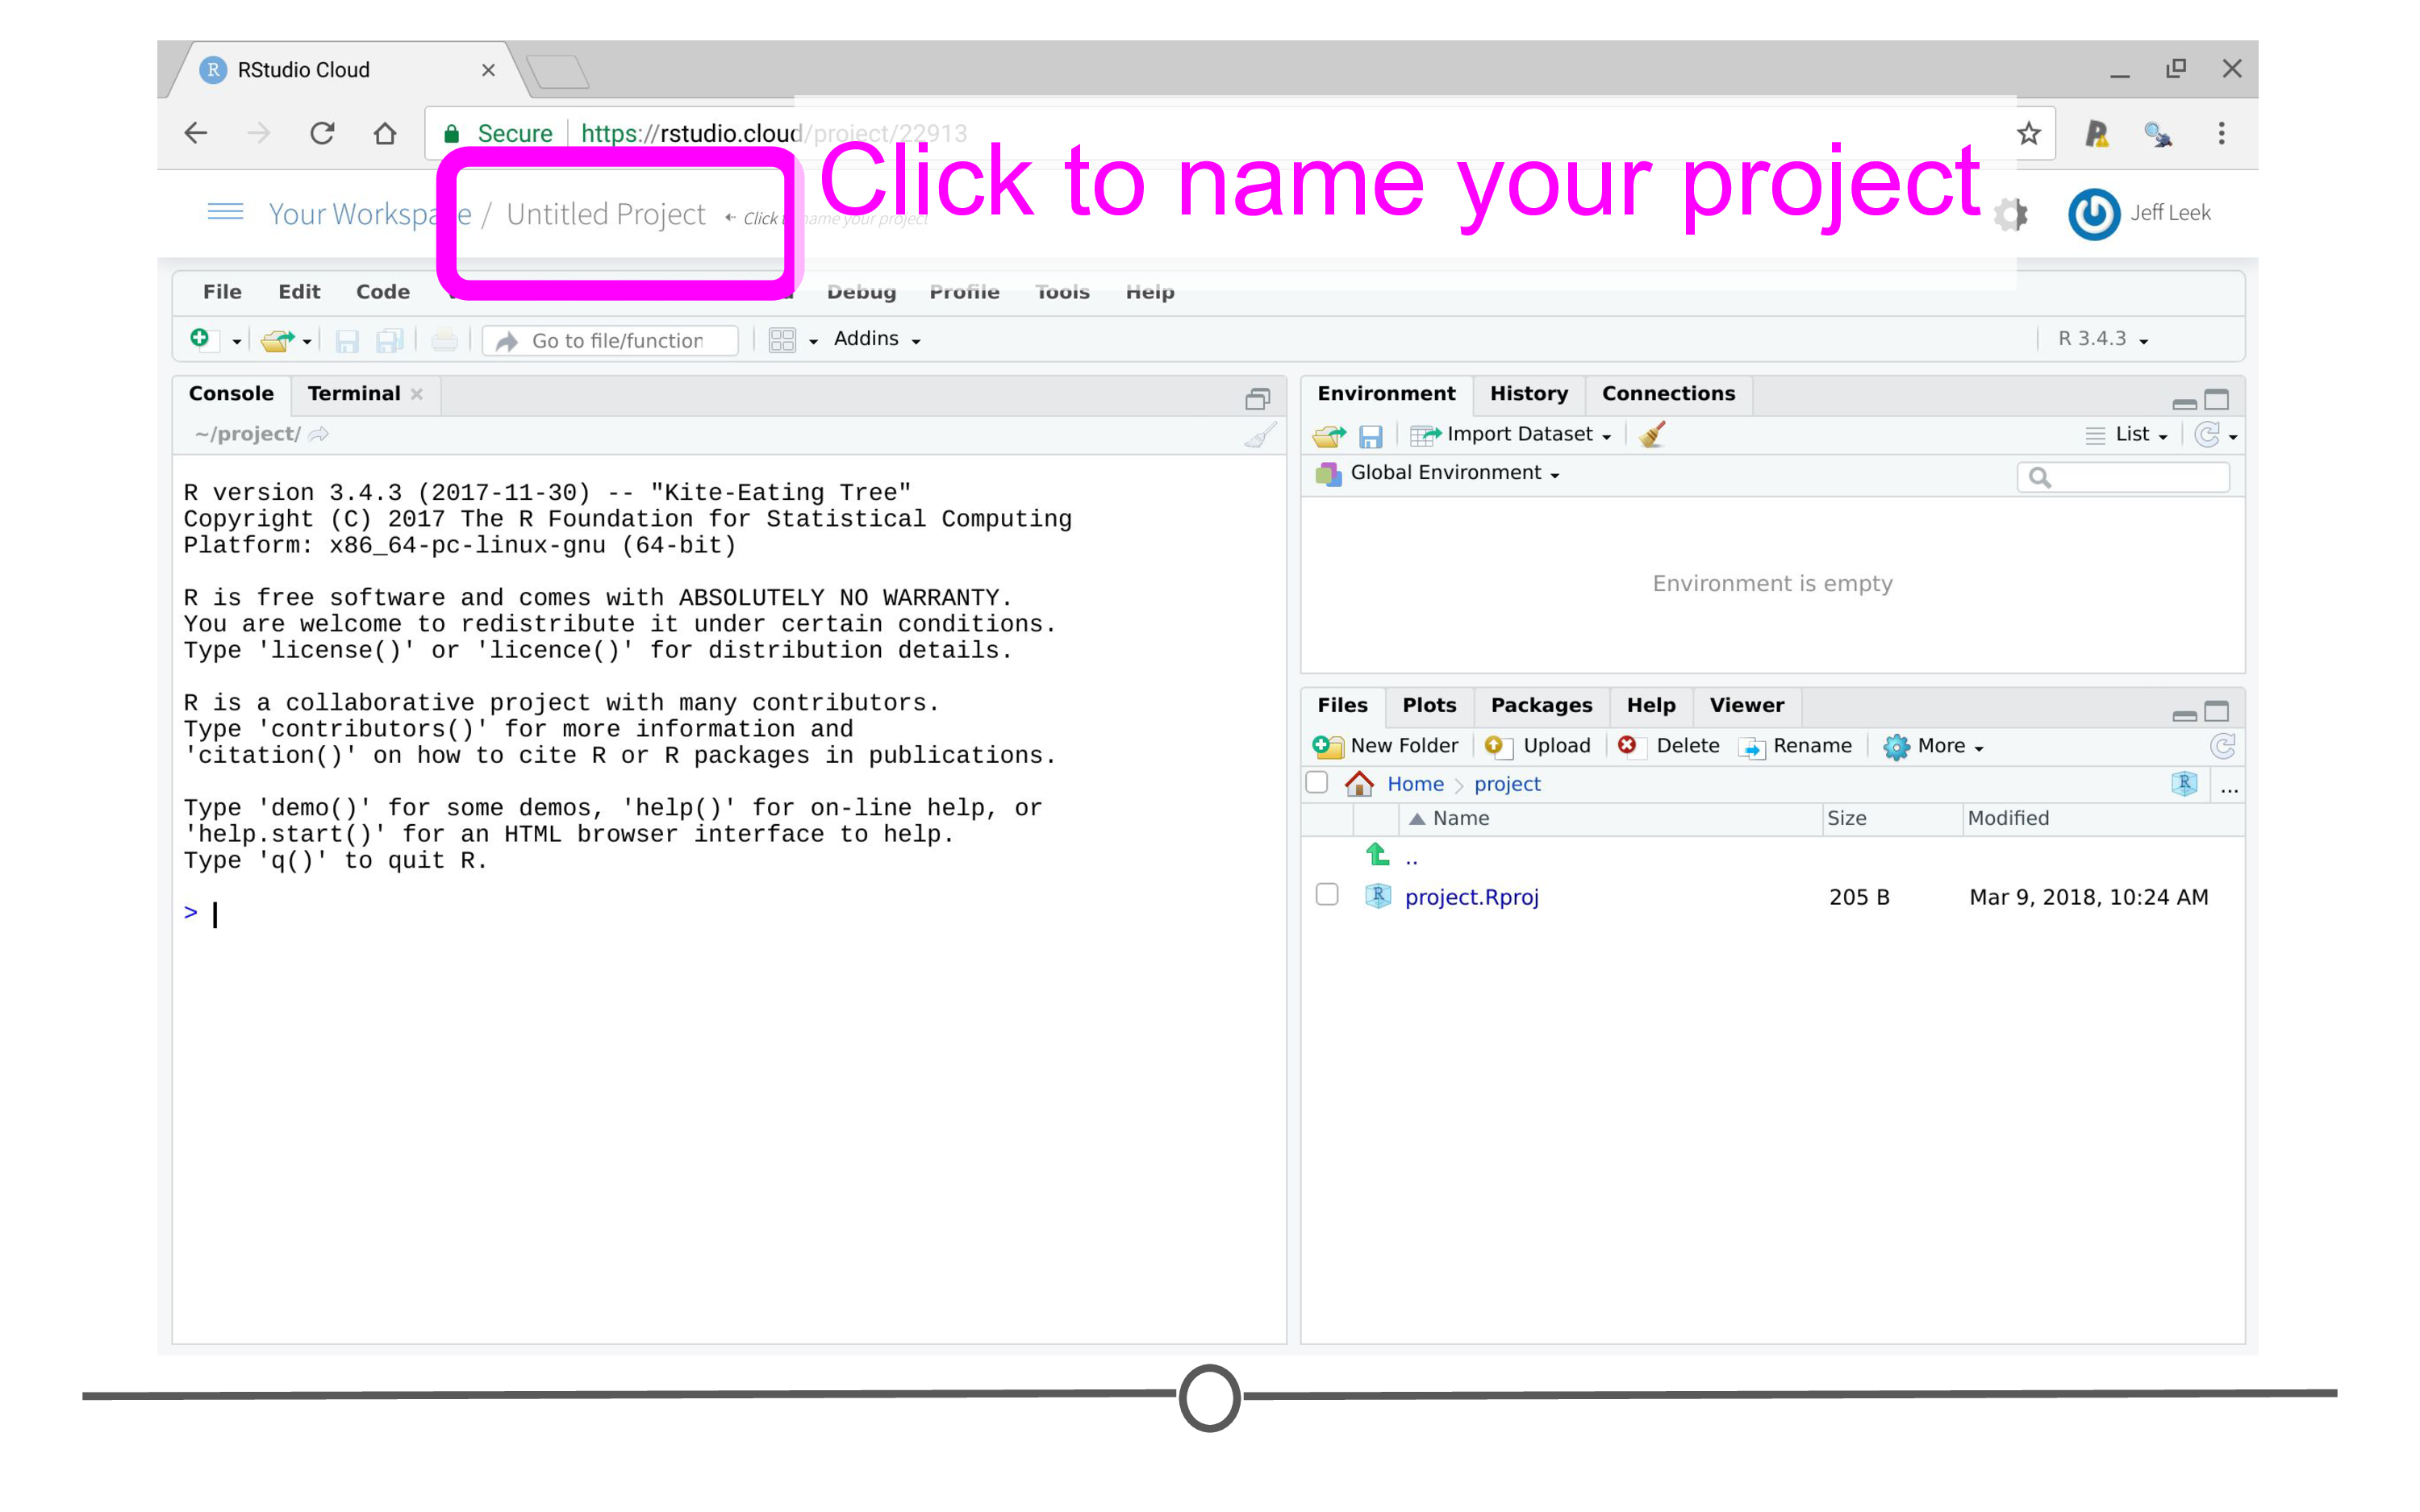 RStudio Cloud
Secure https://rstudio.cloud/project/22913
Click to name your project
Your Workspace / Untitled Project ← Click to name your project
Jeff Leek
File Edit Code Debug Profile Tools Help
Go to file/function Addins R 3.4.3
Console Terminal
~/project/
R version 3.4.3 (2017-11-30) -- "Kite-Eating Tree"
Copyright (C) 2017 The R Foundation for Statistical Computing
Platform: x86_64-pc-linux-gnu (64-bit)
R is free software and comes with ABSOLUTELY NO WARRANTY.
You are welcome to redistribute it under certain conditions.
Type 'license()' or 'licence()' for distribution details.
R is a collaborative project with many contributors.
Type 'contributors()' for more information and
'citation()' on how to cite R or R packages in publications.
Type 'demo()' for some demos, 'help()' for on-line help, or
'help.start()' for an HTML browser interface to help.
Type 'q()' to quit R.
>
Environment History Connections
Import Dataset List
Global Environment
Environment is empty
Files Plots Packages Help Viewer
New Folder Upload Delete Rename More
Home > project ...
Name Size Modified
..
project.Rproj 205 B Mar 9, 2018, 10:24 AM